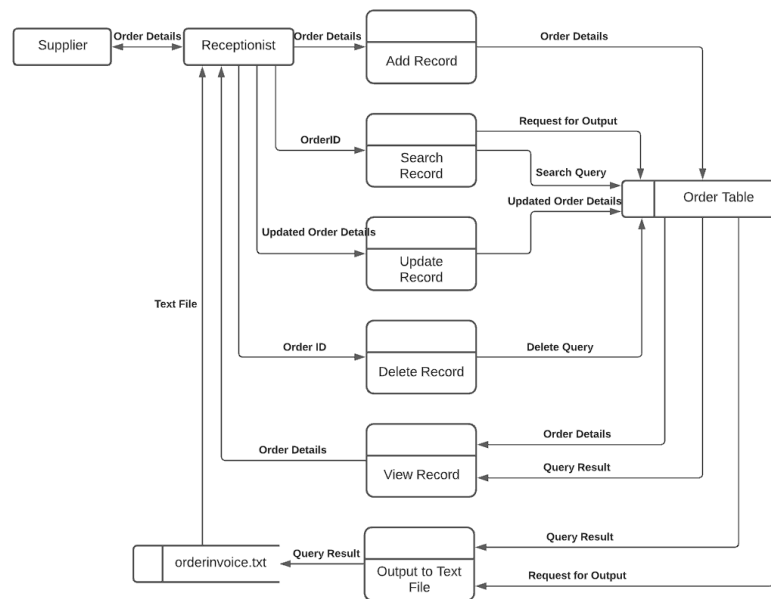 Order Details
Order Details
Order Details
Supplier
Receptionist
Add Record
Request for Output
OrderID
Search
Record
Search Query
Order Table
Updated Order Details
Updated Order Details
Update
Record
Text File
Order ID
Delete Query
Delete Record
Order Details
Order Details
Query Result
View Record
Query Result
Query Result
orderinvoice.txt
Output to Text
File
Request for Output